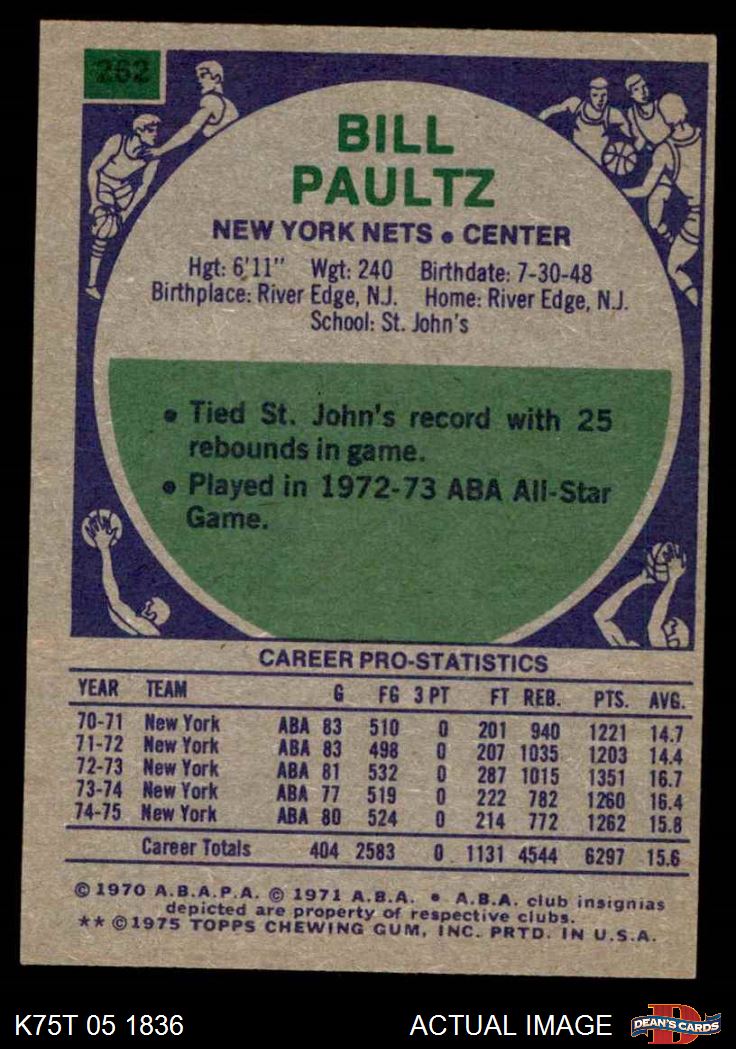 262
BILL
PAULTZ
NEW YORK NETS • CENTER
Hgt: 6'11" Wgt: 240 Birthdate: 7-30-48
Birthplace: River Edge, N.J. Home: River Edge, N.J.
School: St. John's
• Tied St. John's record with 25
rebounds in game.
• Played in 1972-73 ABA All-Star
Game.
CAREER PRO-STATISTICS
YEAR TEAM G FG 3 PT FT REB. PTS. AVG.
70-71 New York ABA 83 510 0 201 940 1221 14.7
71-72 New York ABA 83 498 0 207 1035 1203 14.4
72-73 New York ABA 81 532 0 287 1015 1351 16.7
73-74 New York ABA 77 519 0 222 782 1260 16.4
74-75 New York ABA 80 524 0 214 772 1262 15.8
Career Totals 404 2583 0 1131 4544 6297 15.6
© 1970 A.B.A.P.A. © 1971 A.B.A. • A.B.A. club insignias
depicted are property of respective clubs.
** © 1975 TOPPS CHEWING GUM, INC. PRTD. IN U.S.A.
K75T 05 1836 ACTUAL IMAGE DEAN'S CARDS